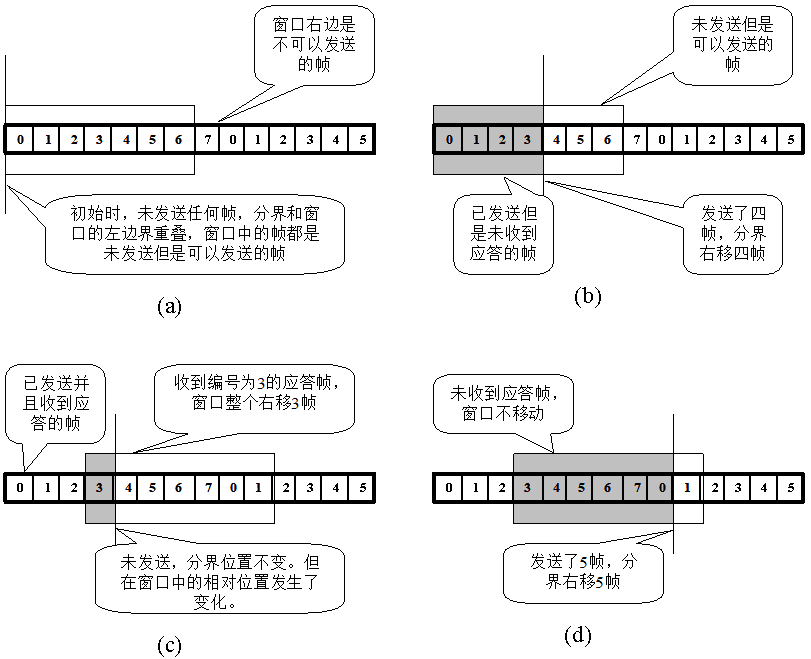 窗口右边是
不可以发送
的帧
0 1 2 3 4 5 6 7 0 1 2 3 4 5
初始时，未发送任何帧，分界和窗
口的左边界重叠，窗口中的帧都是
未发送但是可以发送的帧
(a)
未发送但是
可以发送的
帧
0 1 2 3 4 5 6 7 0 1 2 3 4 5
已发送但
是未收到
应答的帧
发送了四
帧，分界
右移四帧
(b)
已发送并
且收到应
答的帧
收到编号为3的应答帧，
窗口整个右移3帧
0 1 2 3 4 5 6 7 0 1 2 3 4 5
未发送，分界位置不变。但
在窗口中的相对位置发生了
变化。
(c)
未收到应答帧，
窗口不移动
0 1 2 3 4 5 6 7 0 1 2 3 4 5
发送了5帧，分
界右移5帧
(d)